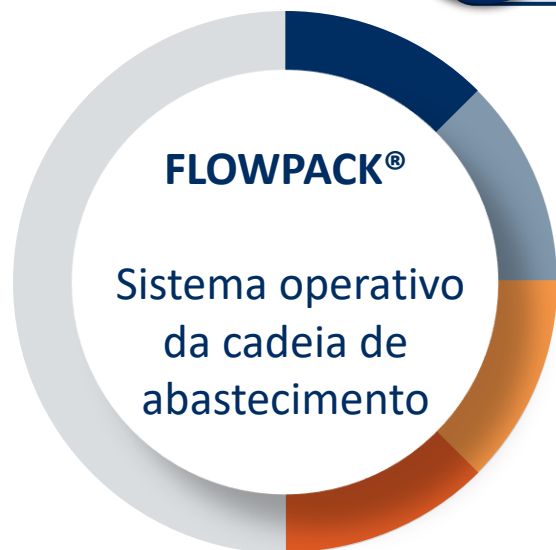 FLOWPACK®
Sistema operativo
da cadeia de
abastecimento